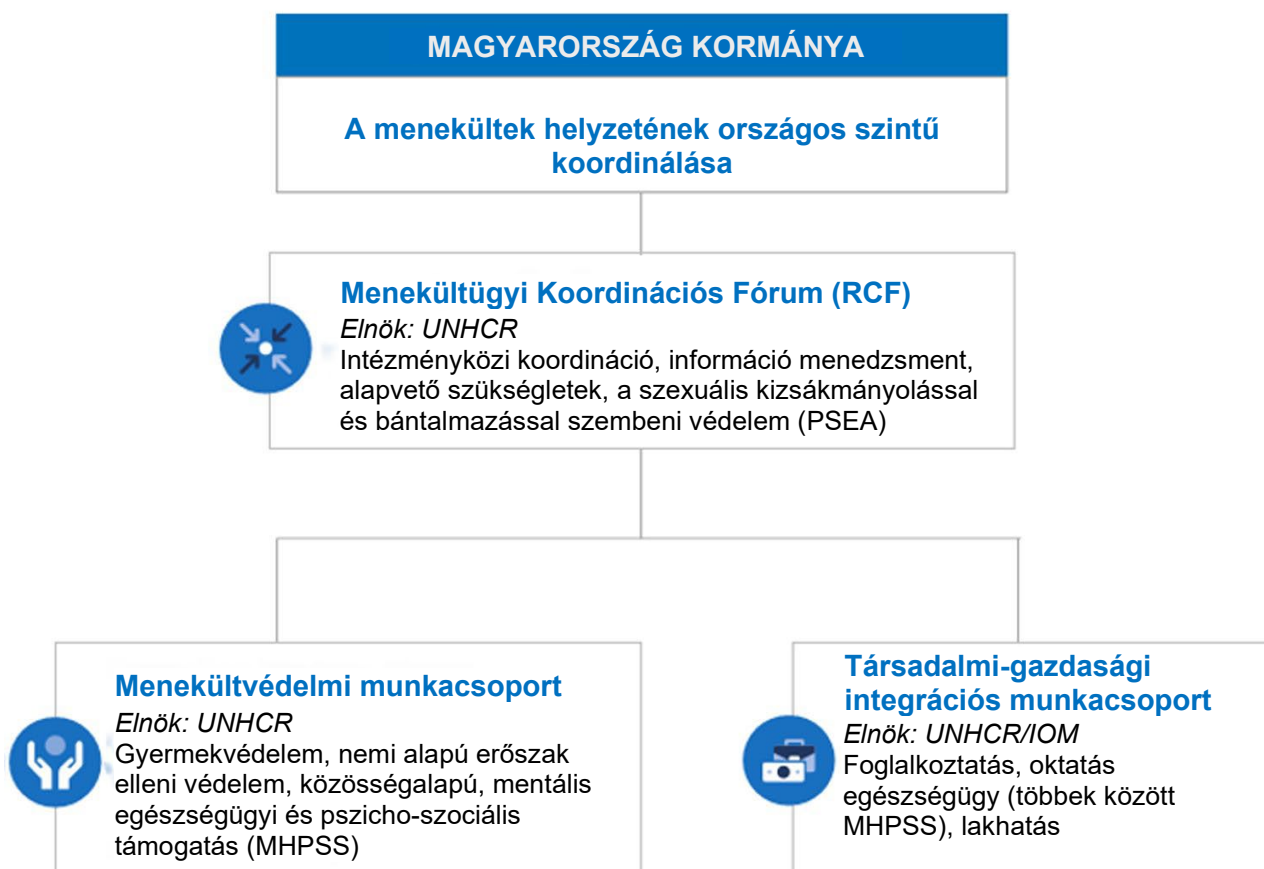 MAGYARORSZÁG KORMÁNYA
A menekültek helyzetének országos szintű
koordinálása
Menekültügyi Koordinációs Fórum (RCF)
Elnök: UNHCR
Intézményközi koordináció, információ menedzsment,
alapvető szükségletek, a szexuális kizsákmányolással
és bántalmazással szembeni védelem (PSEA)
Menekültvédelmi munkacsoport
Elnök: UNHCR
Gyermekvédelem, nemi alapú erőszak
elleni védelem, közösségalapú, mentális
egészségügyi és pszicho-szociális
támogatás (MHPSS)
Társadalmi-gazdasági
integrációs munkacsoport
Elnök: UNHCR/IOM
Foglalkoztatás, oktatás
egészségügy (többek között
MHPSS), lakhatás